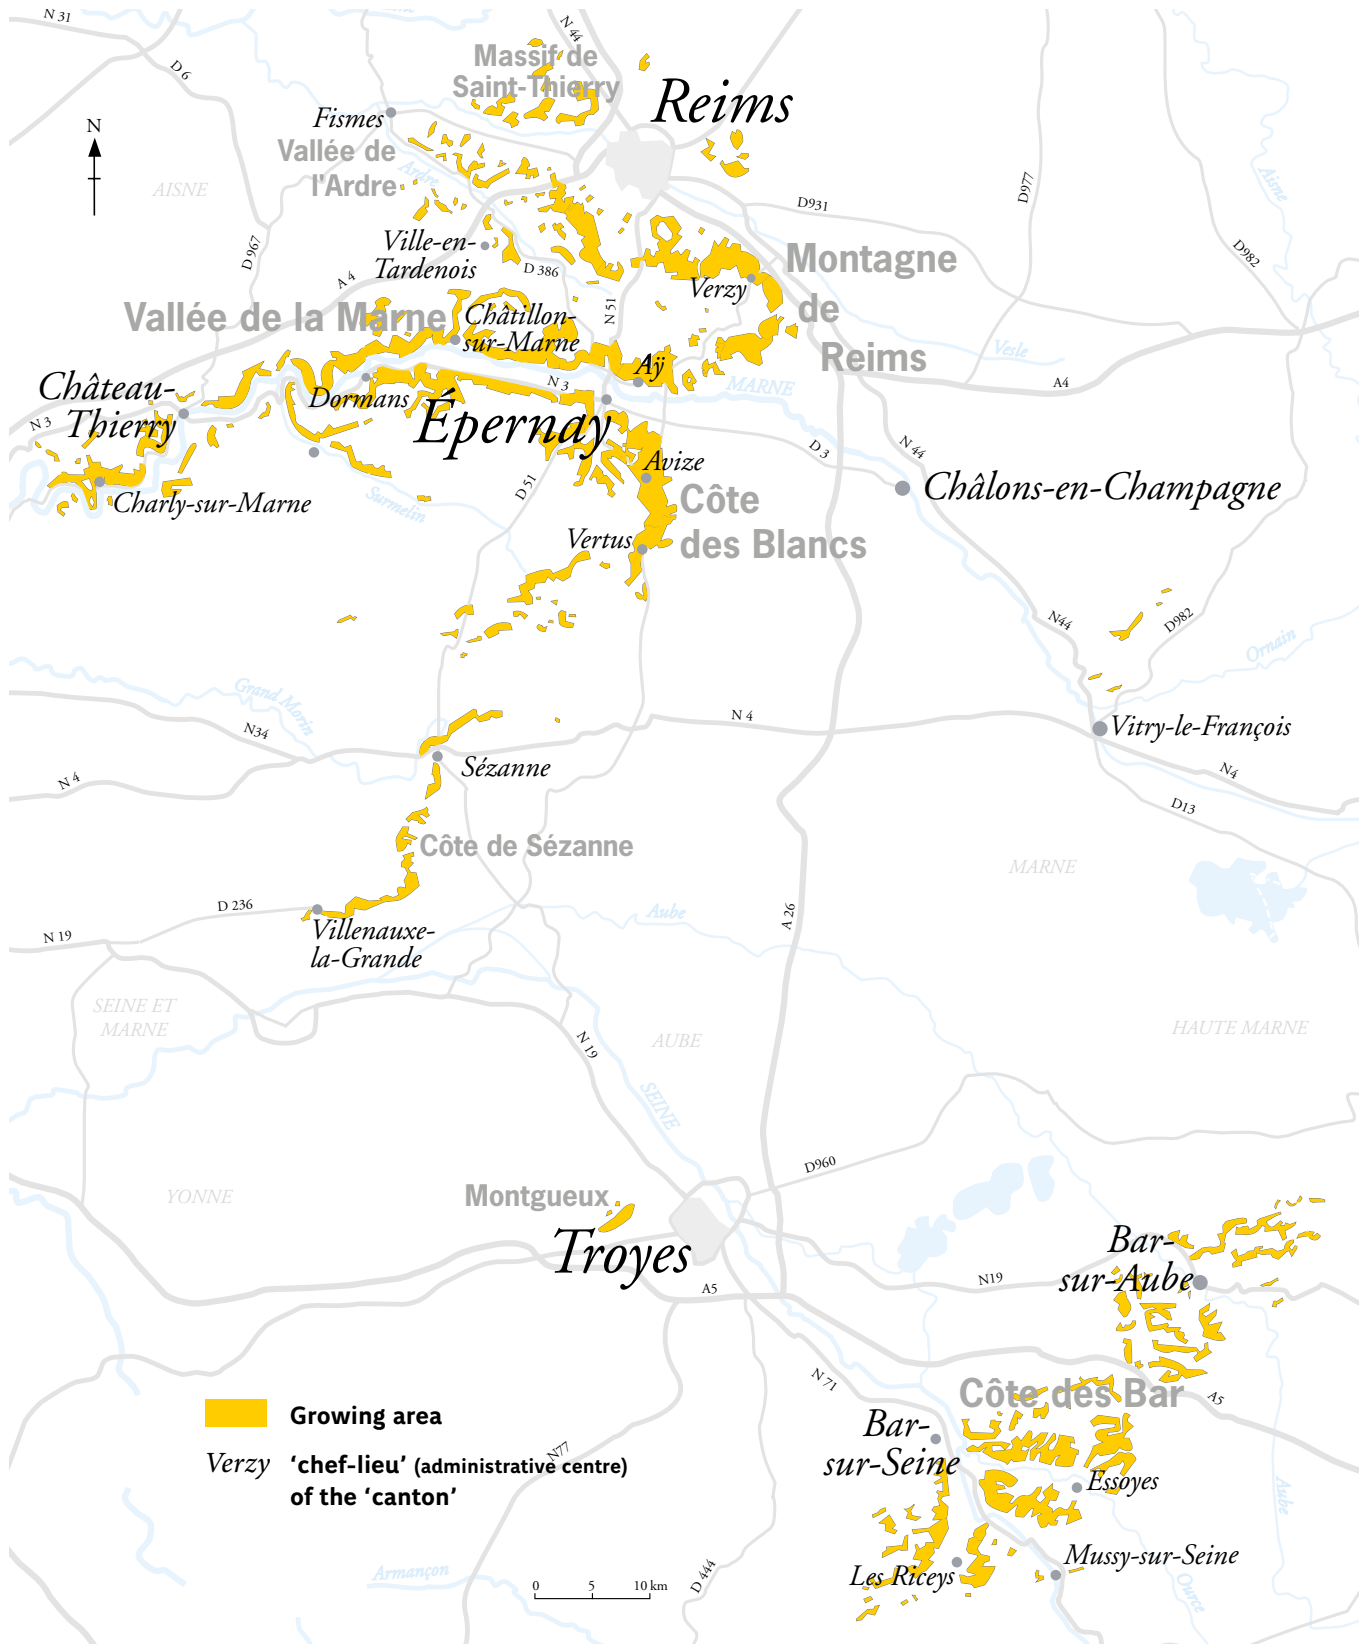 N 31
N 44
D 6
Massif de
Saint-Thierry
Reims
Fismes
N
Vallée de
l'Ardre
Ardre
AISNE
D931
D977
Aisne
D 967
Ville-en-
Tardenois
D 386
D982
A 4
Montagne
de
Reims
Verzy
Vallée de la Marne
Châtillon-
sur-Marne
N 51
Vesle
Château-
Thierry
Aÿ
MARNE
A4
N 3
Dormans
N 3
Épernay
D 3
N 44
Avize
Charly-sur-Marne
Surmelin
D 51
Côte
des Blancs
Châlons-en-Champagne
Vertus
N44
D982
Ornain
Grand Morin
N34
N 4
Vitry-le-François
N 4
Sézanne
N4
D13
Côte de Sézanne
MARNE
D 236
Aube
A 26
N 19
Villenauxe-
la-Grande
SEINE ET
MARNE
N 19
AUBE
HAUTE MARNE
SEINE
D960
YONNE
Montgueux
Troyes
Bar-
sur-Aube
A5
N19
N 71
Côte des Bar
A5
Growing area
Bar-
sur-Seine
Verzy
‘chef-lieu’ (administrative centre)
of the ‘canton’
N77
Essoyes
Aube
Armançon
0 5 10 km
D 444
Les Riceys
Mussy-sur-Seine
Ource